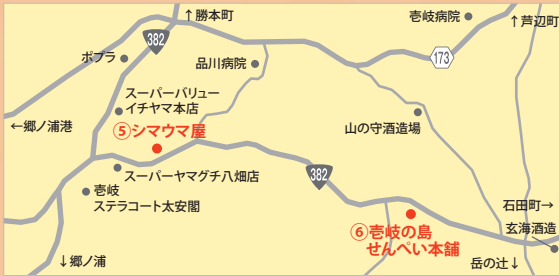 ↑勝本町
壱岐病院
↑芦辺町
382
ポプラ
品川病院
173
スーパーバリュー
イチヤマ本店
←郷ノ浦港
⑤シマウマ屋
山の守酒造場
スーパーヤマグチ八畑店
382
壱岐
ステラコート太安閣
石田町→
⑥壱岐の島
せんべい本舗
玄海酒造
↓郷ノ浦
岳の辻↓